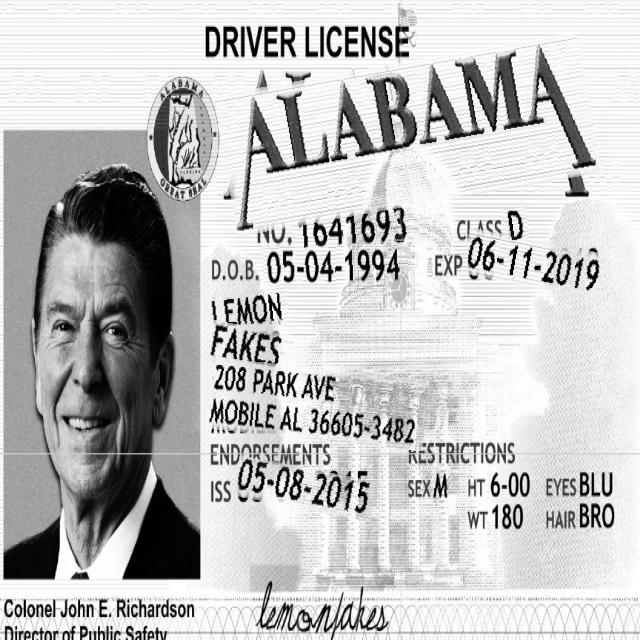 DRIVER LICENSE
ALABAMA
ALABAMA
GREAT SEAL
NO. 1641693 CLASS D
D.O.B. 05-04-1994 EXP 06-11-2019
LEMON
FAKES
208 PARK AVE
MOBILE AL 36605-3482
ENDORSEMENTS RESTRICTIONS
ISS 05-08-2015 SEX M HT 6-00 EYES BLU
WT 180 HAIR BRO
lemonfakes
Colonel John E. Richardson
Director of Public Safety